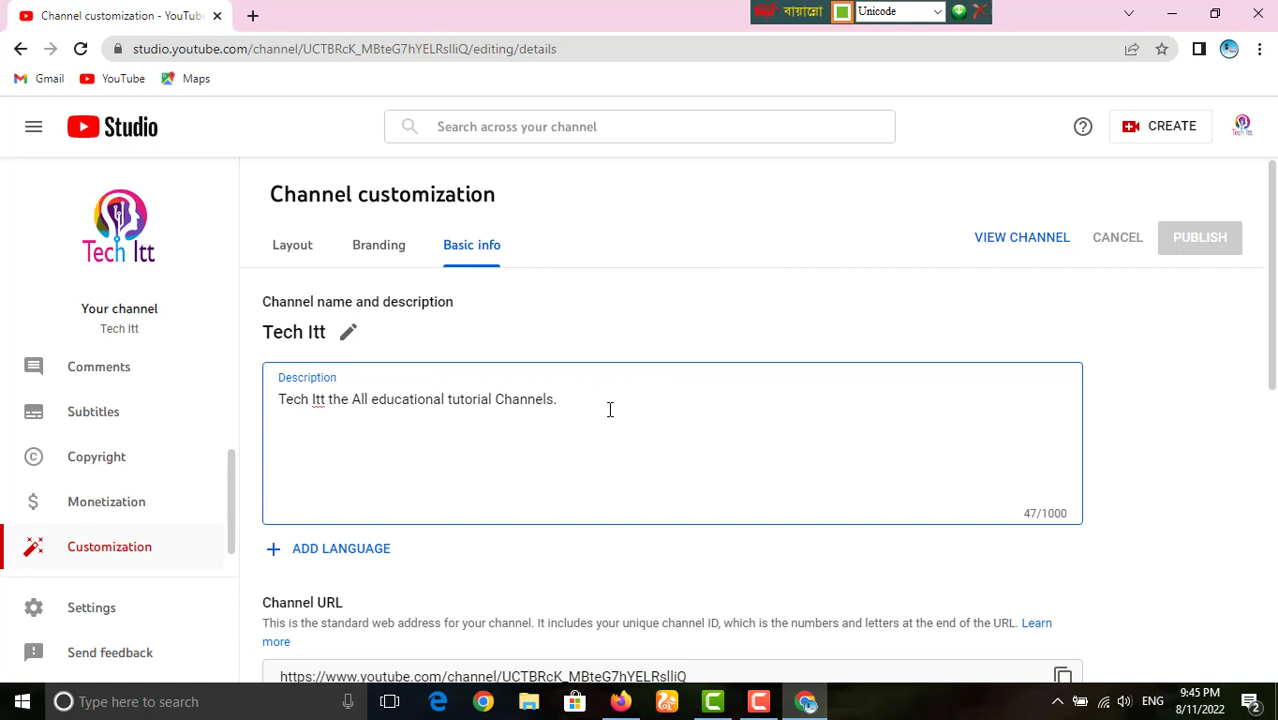 Channel customization - YouTu
বায়ান্নো
Unicode
studio.youtube.com/channel/UCTBRcK_MBteG7hYELRslliQ/editing/details
Gmail YouTube Maps
Studio
Search across your channel
CREATE
Tech Itt
Channel customization
Layout Branding Basic info
VIEW CHANNEL CANCEL PUBLISH
Tech Itt
Your channel
Tech Itt
Comments
Subtitles
Copyright
Monetization
Customization
Settings
Send feedback
Channel name and description
Tech Itt
Description
Tech Itt the All educational tutorial Channels.
47/1000
+ ADD LANGUAGE
Channel URL
This is the standard web address for your channel. It includes your unique channel ID, which is the numbers and letters at the end of the URL. Learn
more
https://www.youtube.com/channel/UCTBRcK_MBteG7hYELRslliQ
Type here to search
ENG
9:45 PM
8/11/2022
2